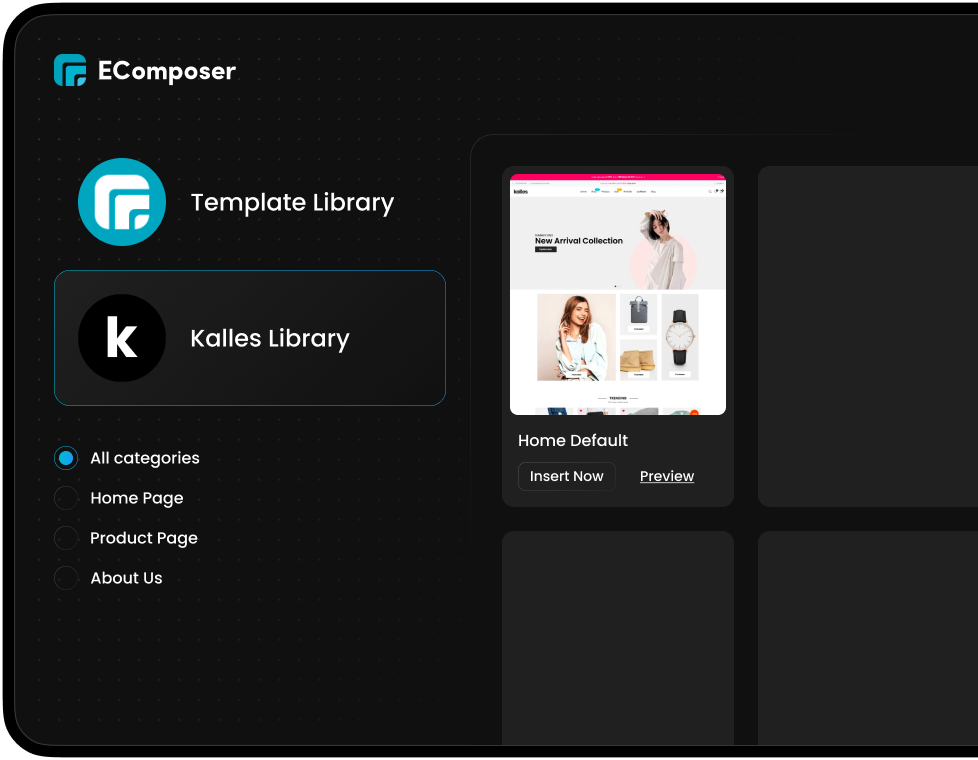 EComposer
Template Library
k
Kalles Library
All categories
Home Page
Product Page
About Us
kalles
New Arrival Collection
TRENDING
Home Default
Insert Now
Preview